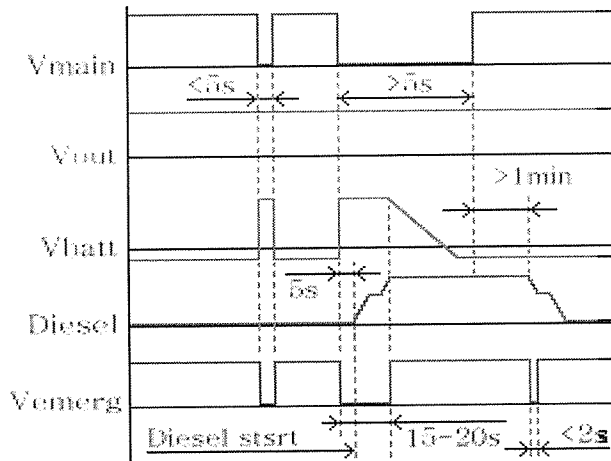 Vmain
<5s
>5s
Vout
>1min
Vbatt
5s
Diesel
Vemerg
Diesel stsrt
15-20s
<2s